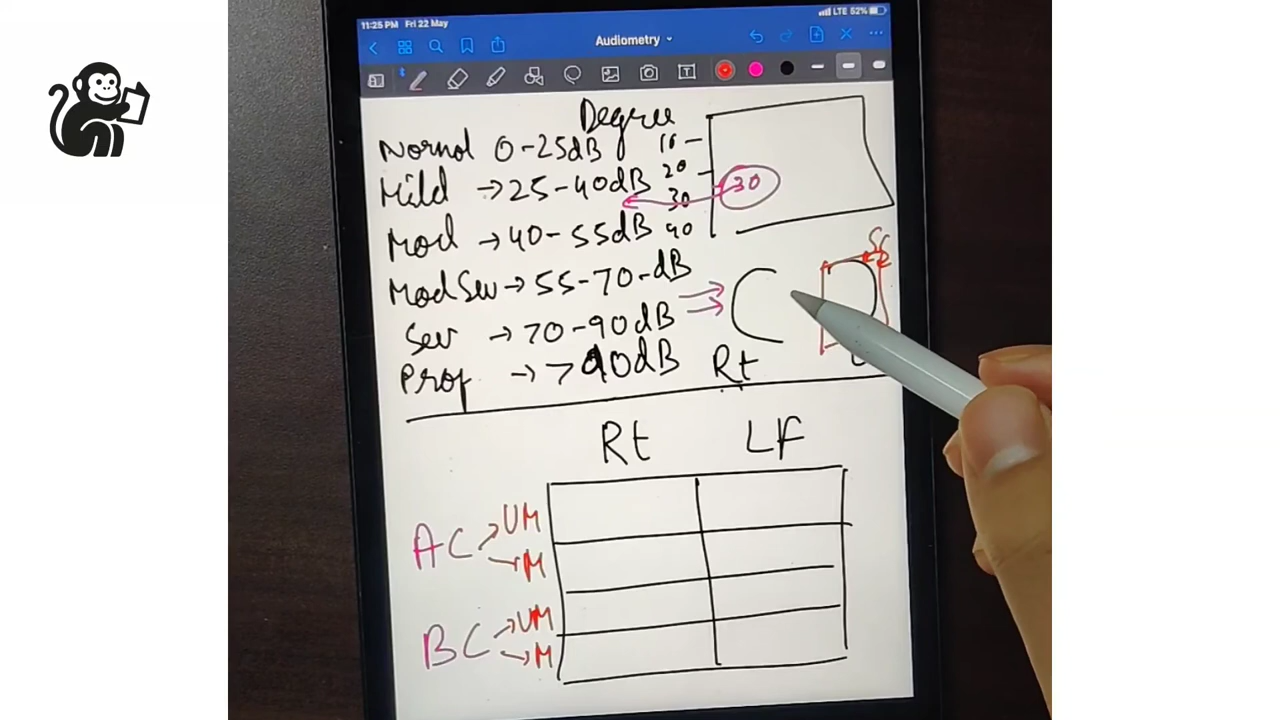 11:25 PM Fri 22 May
LTE 52%
Audiometry
Degree
Normal 0-25dB
Mild → 25-40dB
Mod → 40-55dB
ModSev → 55-70-dB
Sev → 70-90dB
Prof → > 90dB
20
30
40
30
Rt
Rt Lf
AC
UM
M
BC
UM
M